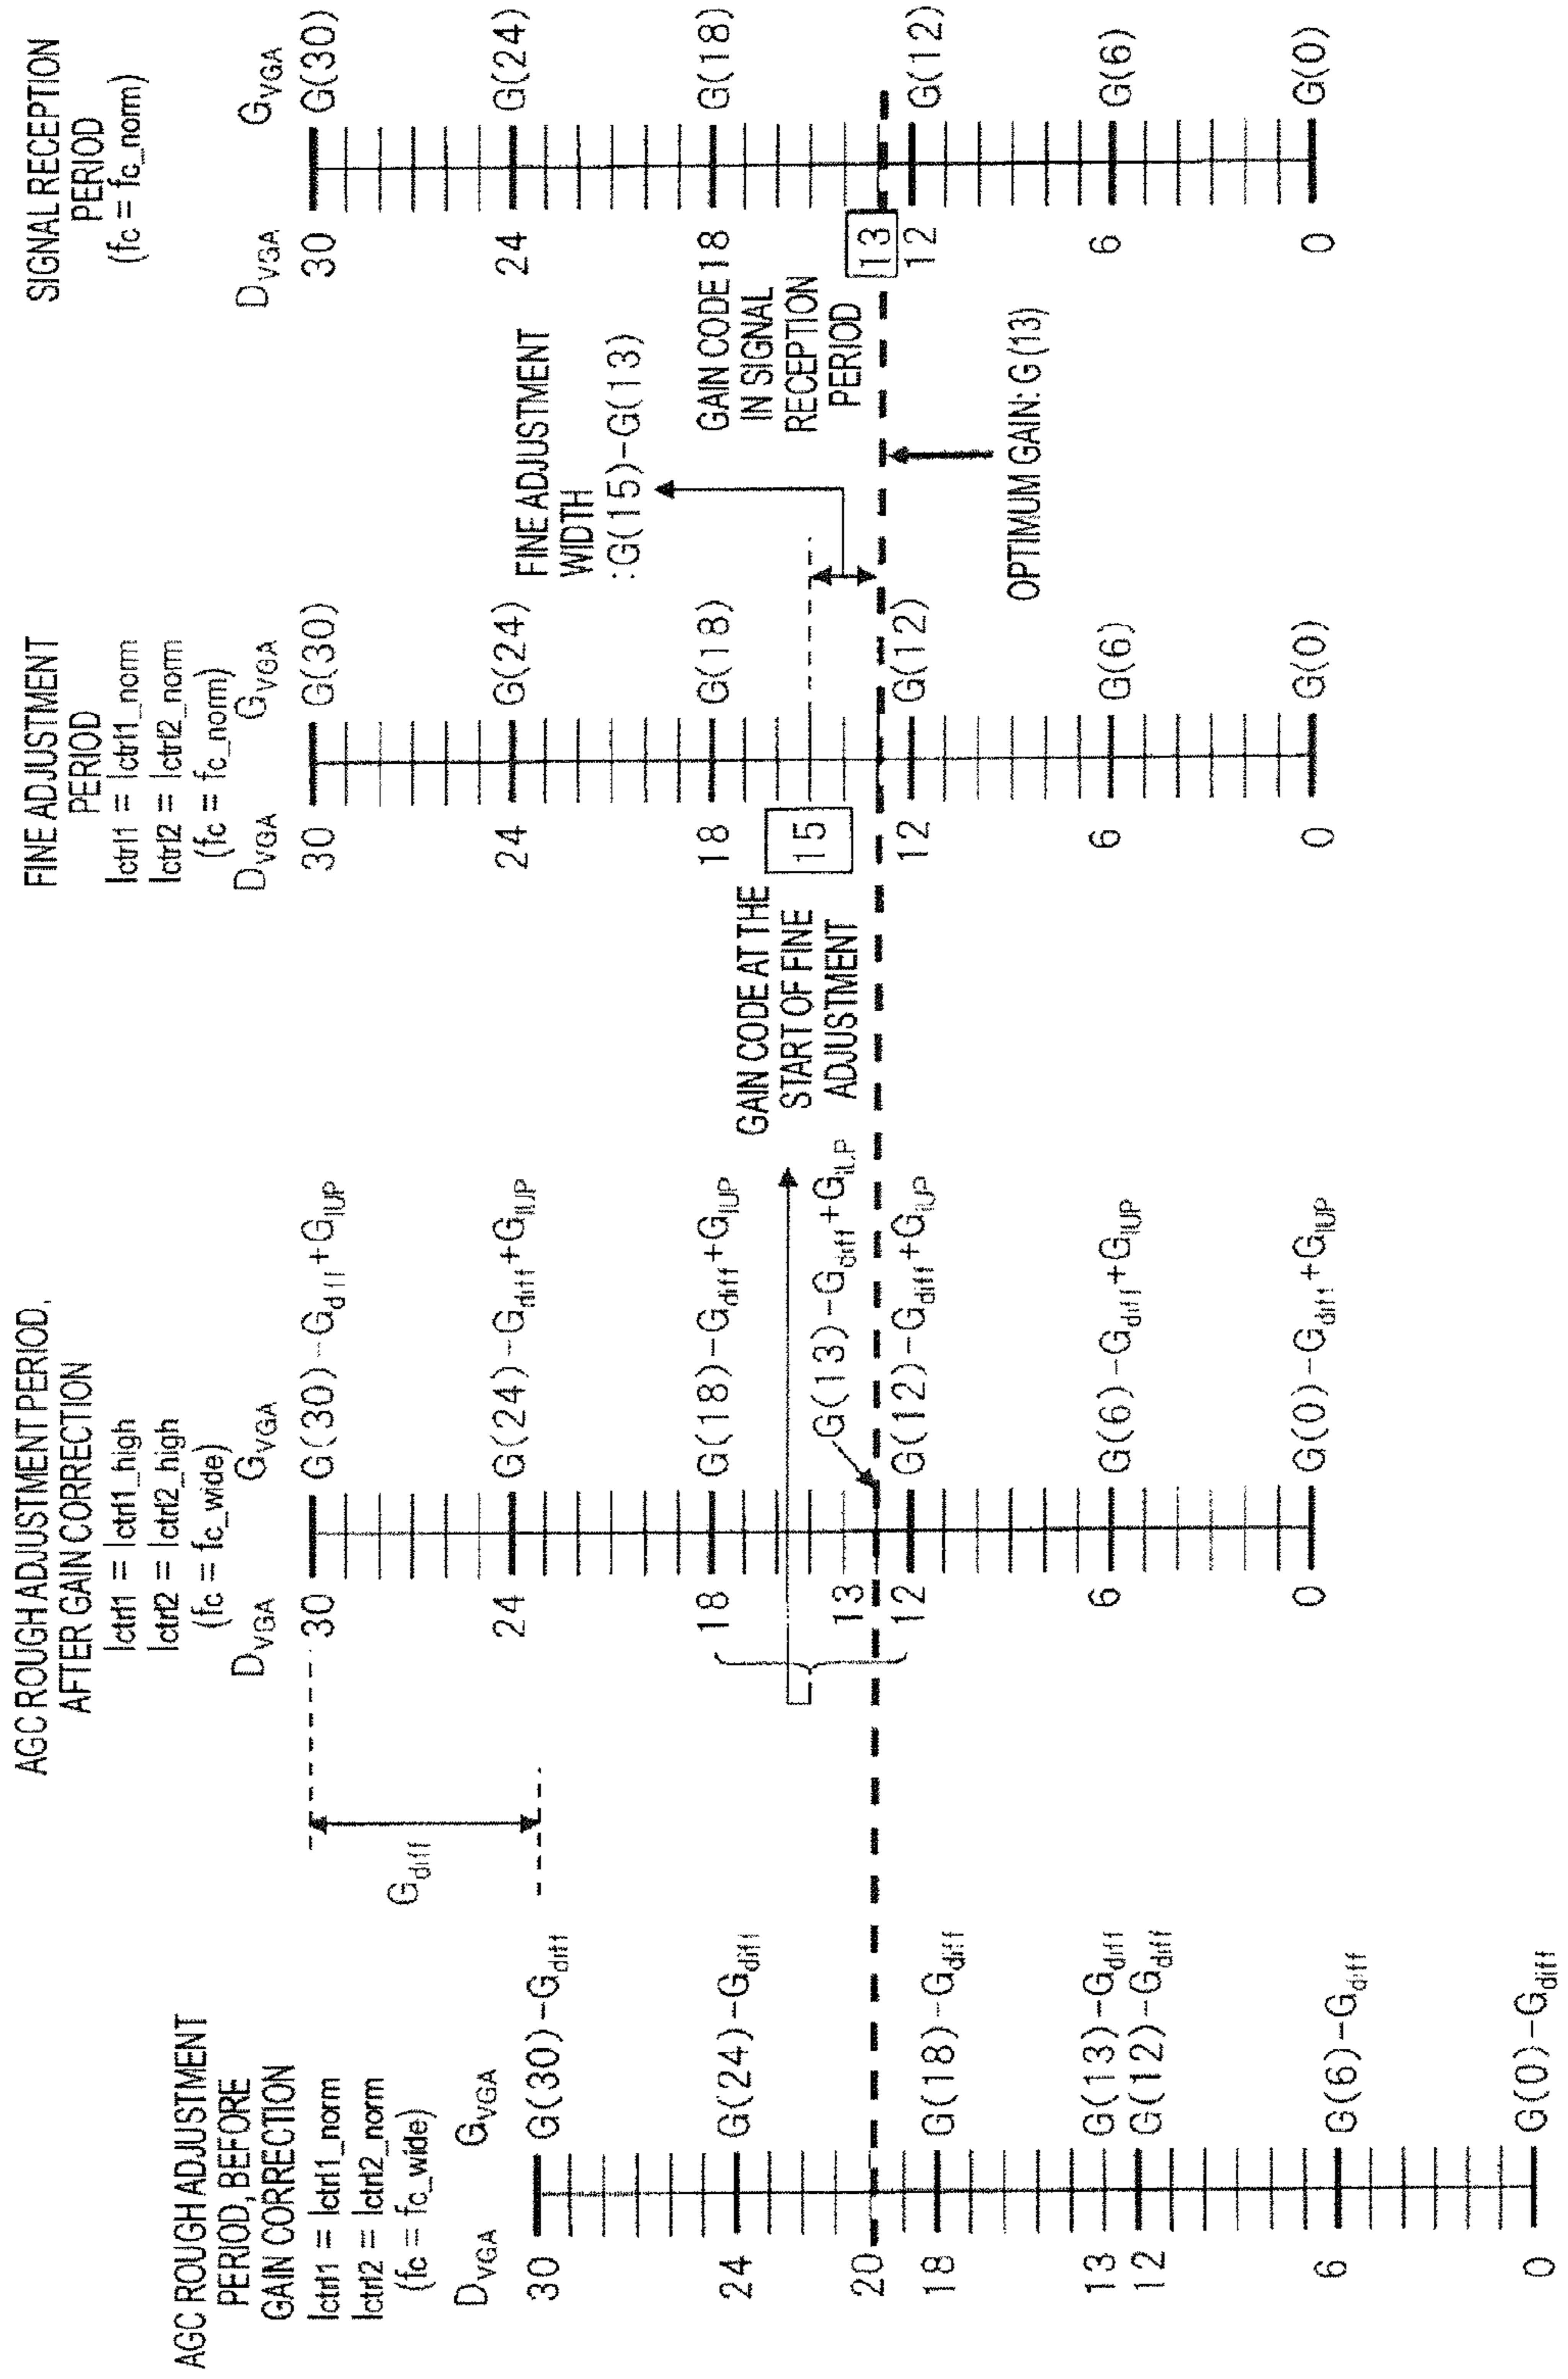 AGC ROUGH ADJUSTMENT
PERIOD, BEFORE
GAIN CORRECTION
Ictrl1 = Ictrl1_norm
Ictrl2 = Ictrl2_norm
(fc = fc_wide)
DVGA GVGA
30 G(30)-Gdiff
24 G(24)-Gdiff
20
18 G(18)-Gdiff
13 G(13)-Gdiff
12 G(12)-Gdiff
6 G(6)-Gdiff
0 G(0)-Gdiff
Gdiff
AGC ROUGH ADJUSTMENT PERIOD,
AFTER GAIN CORRECTION
Ictrl1 = Ictrl1_high
Ictrl2 = Ictrl2_high
(fc = fc_wide)
DVGA GVGA
30 G(30)-Gdiff+GIUP
24 G(24)-Gdiff+GIUP
18 G(18)-Gdiff+GIUP
13 G(13)-Gdiff+GIUP
12 G(12)-Gdiff+GIUP
6 G(6)-Gdiff+GIUP
0 G(0)-Gdiff+GIUP
GAIN CODE AT THE
START OF FINE
ADJUSTMENT
FINE ADJUSTMENT
PERIOD
Ictrl1 = Ictrl1_norm
Ictrl2 = Ictrl2_norm
(fc = fc_norm)
DVGA GVGA
30 G(30)
24 G(24)
18 G(18)
15
12 G(12)
6 G(6)
0 G(0)
FINE ADJUSTMENT
WIDTH
:G(15)-G(13)
OPTIMUM GAIN: G(13)
GAIN CODE
IN SIGNAL
RECEPTION
PERIOD
SIGNAL RECEPTION
PERIOD
(fc = fc_norm)
DVGA GVGA
30 G(30)
24 G(24)
18 G(18)
13
12 G(12)
6 G(6)
0 G(0)